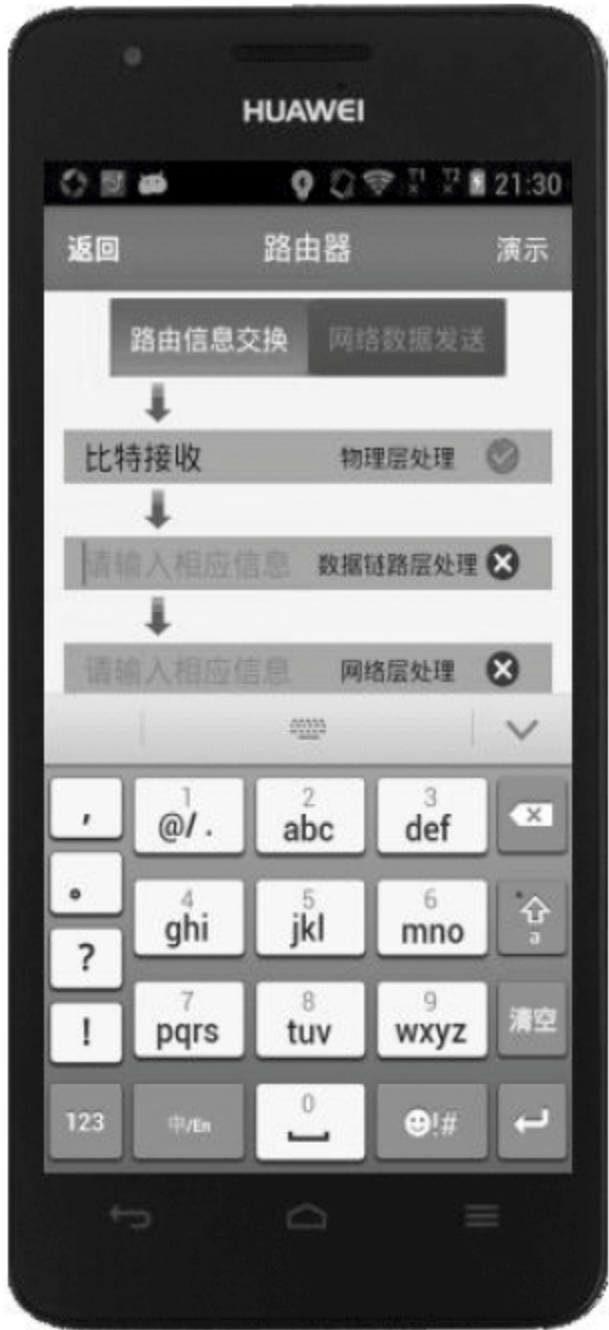 HUAWEI
T1 T2 21:30
返回 路由器 演示
路由信息交换 网络数据发送
比特接收 物理层处理
请输入相应信息 数据链路层处理
请输入相应信息 网络层处理
, 1 @/. 2 abc 3 def
。 4 ghi 5 jkl 6 mno a
? 7 pqrs 8 tuv 9 wxyz 清空
!
123 中/En 0 !#